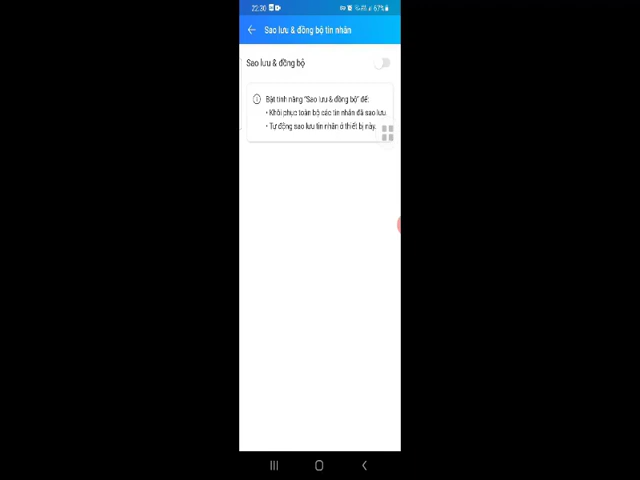 22:30
67%
Sao lưu & đồng bộ tin nhắn
Sao lưu & đồng bộ
Bật tính năng "Sao lưu & đồng bộ" để:
• Khôi phục toàn bộ các tin nhắn đã sao lưu
• Tự động sao lưu tin nhắn ở thiết bị này.